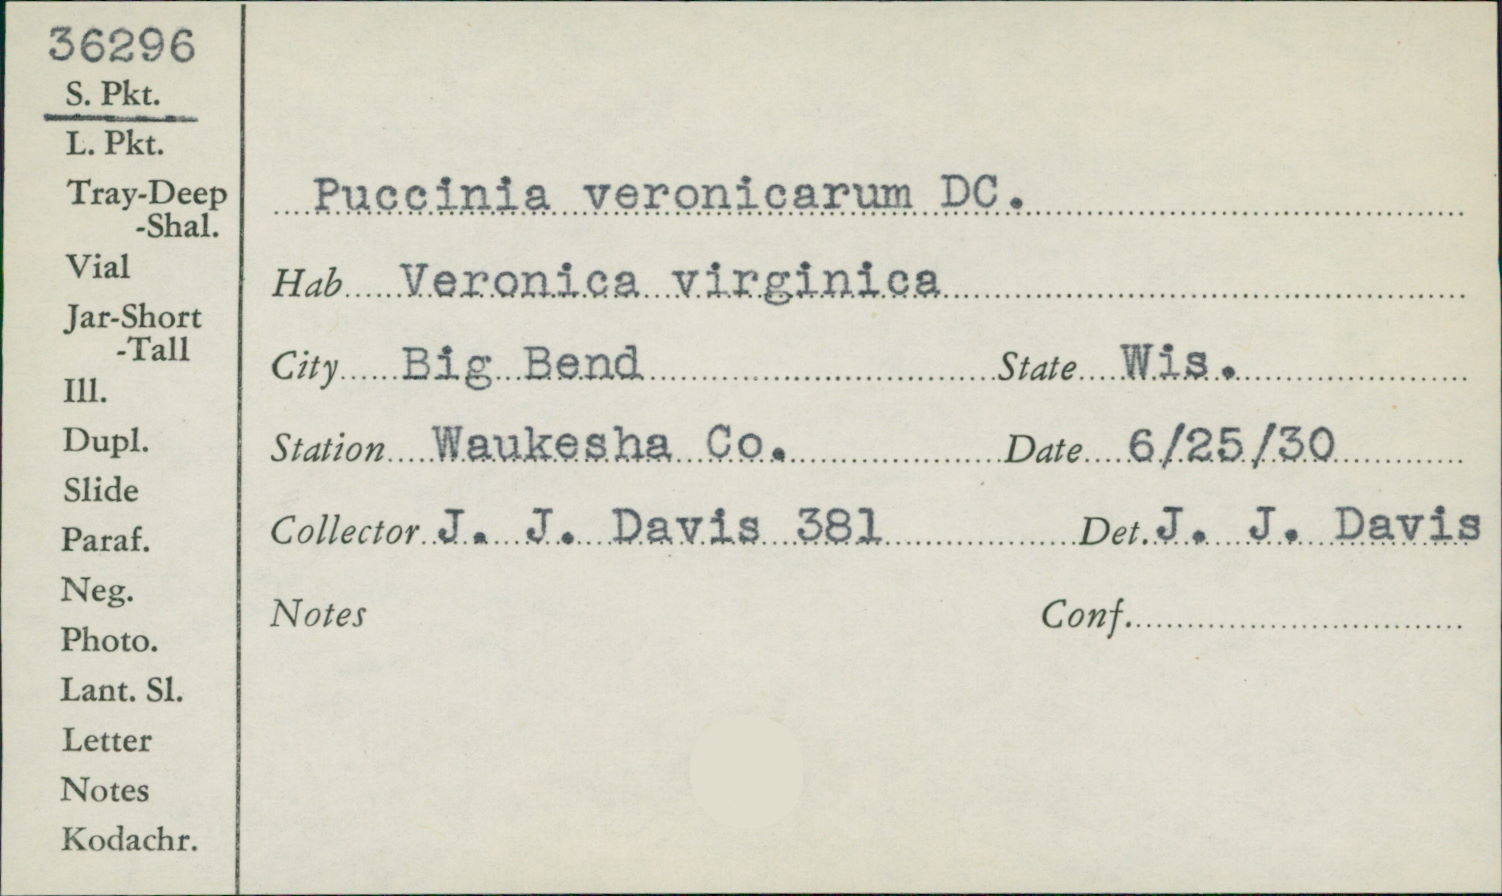 36296
S. Pkt.
L. Pkt.
Tray-Deep
-Shal.
Vial
Jar-Short
-Tall
Ill.
Dupl.
Slide
Paraf.
Neg.
Photo.
Lant. Sl.
Letter
Notes
Kodachr.
Puccinia veronicarum DC.
Hab Veronica virginica
City Big Bend State Wis.
Station Waukesha Co. Date 6/25/30
Collector J. J. Davis 381 Det. J. J. Davis
Notes Conf.